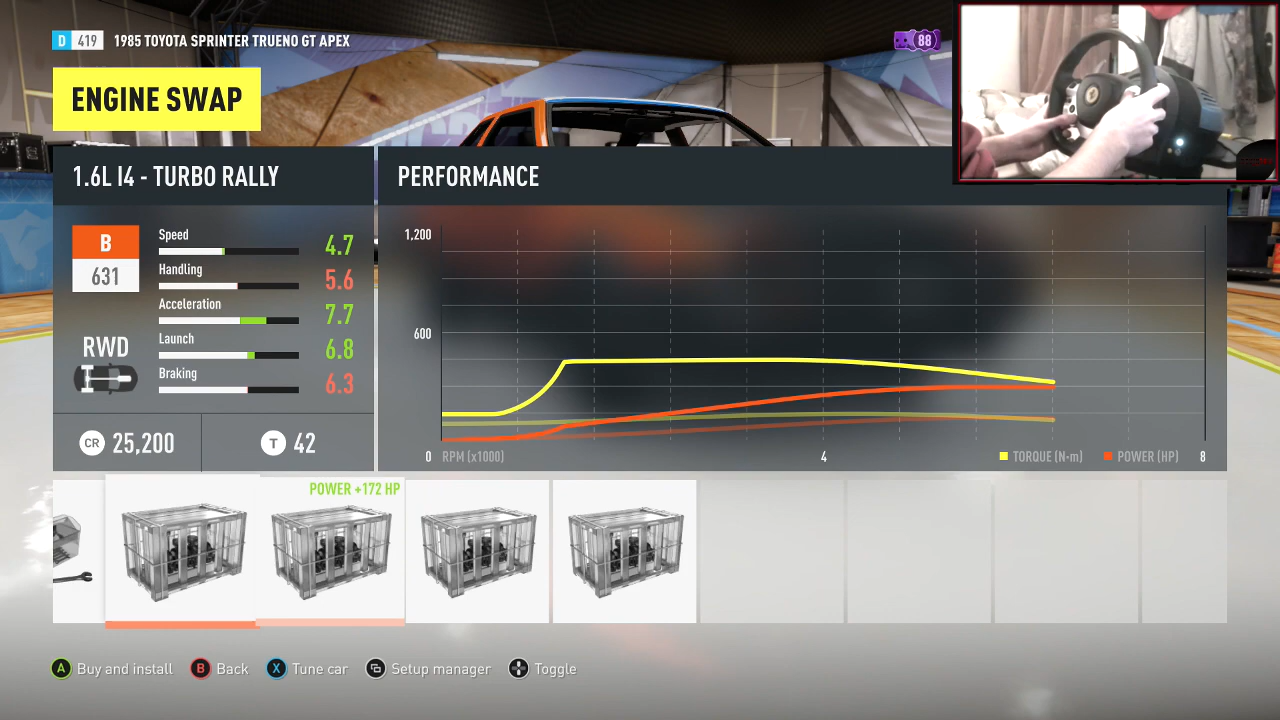 D 419 1985 TOYOTA SPRINTER TRUENO GT APEX
88
ENGINE SWAP
1.6L I4 - TURBO RALLY
PERFORMANCE
B
631
RWD
Speed 4.7
Handling 5.6
Acceleration 7.7
Launch 6.8
Braking 6.3
CR 25,200
T 42
1,200
600
0 RPM (x1000) 4 TORQUE (N-m) POWER (HP) 8
POWER +172 HP
A Buy and install B Back X Tune car Setup manager Toggle